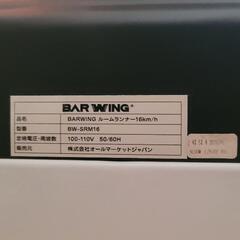 BARWING
品名 BARWING ルームランナー16km/h
型番 BW-SRM16
定格電圧・周波数 100-110V 50/60H
販売元 株式会社オールマーケットジャパン